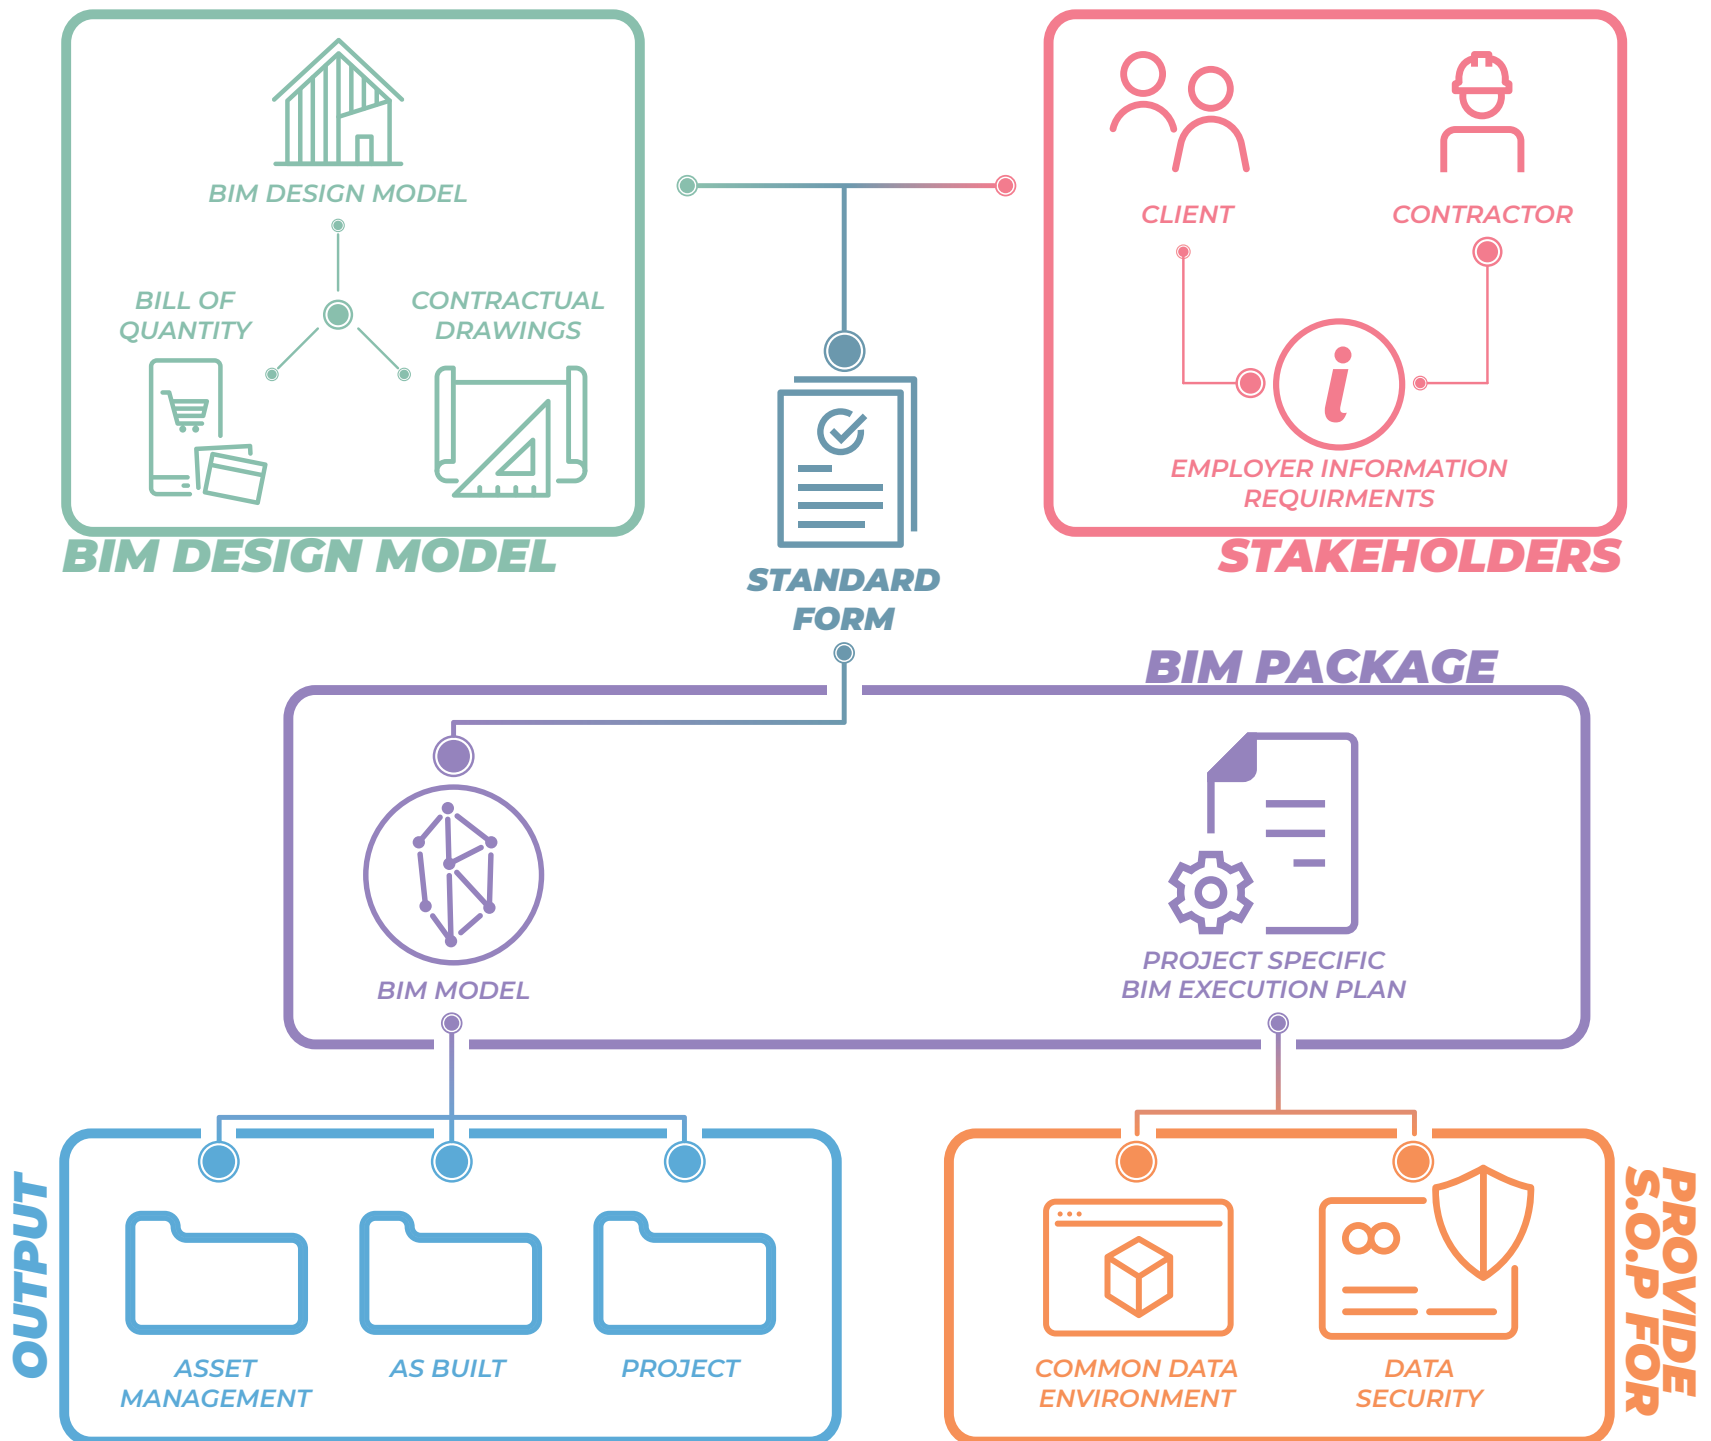 BIM DESIGN MODEL
BILL OF
QUANTITY
CONTRACTUAL
DRAWINGS
BIM DESIGN MODEL
CLIENT
CONTRACTOR
EMPLOYER INFORMATION
REQUIRMENTS
STAKEHOLDERS
STANDARD
FORM
BIM PACKAGE
BIM MODEL
PROJECT SPECIFIC
BIM EXECUTION PLAN
OUTPUT
ASSET
MANAGEMENT
AS BUILT
PROJECT
COMMON DATA
ENVIRONMENT
DATA
SECURITY
PROVIDE
S.O.P FOR